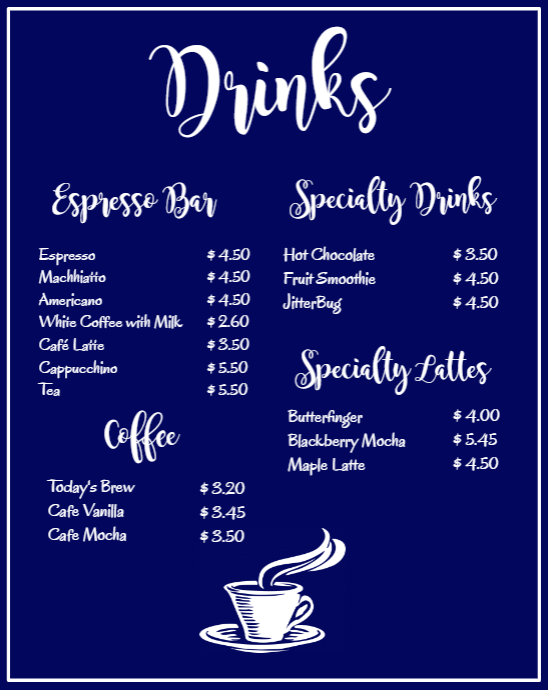 Drinks
Espresso Bar
Espresso $ 4.50
Machhiatto $ 4.50
Americano $ 4.50
White Coffee with Milk $ 2.60
Café Latte $ 3.50
Cappucchino $ 5.50
Tea $ 5.50
Coffee
Today's Brew $ 3.20
Cafe Vanilla $ 3.45
Cafe Mocha $ 3.50
Specialty Drinks
Hot Chocolate $ 3.50
Fruit Smoothie $ 4.50
JitterBug $ 4.50
Specialty Lattes
Butterfinger $ 4.00
Blackberry Mocha $ 5.45
Maple Latte $ 4.50